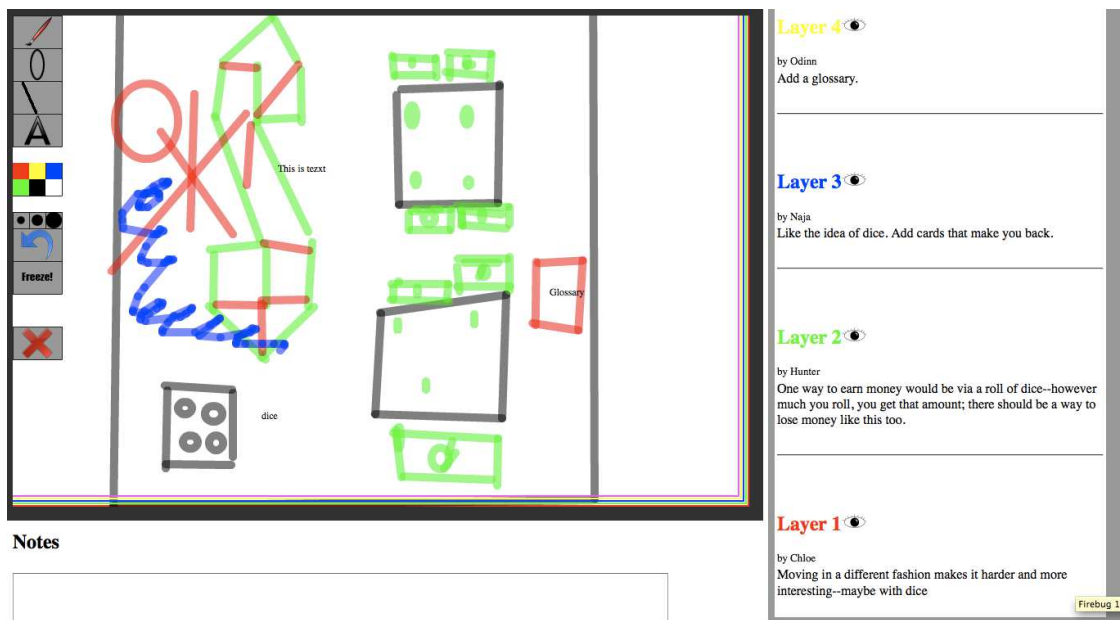 A
Freeze!
This is tezxt
Glossary
dice
Notes
Layer 4
by Odinn
Add a glossary.
Layer 3
by Naja
Like the idea of dice. Add cards that make you back.
Layer 2
by Hunter
One way to earn money would be via a roll of dice--however
much you roll, you get that amount; there should be a way to
lose money like this too.
Layer 1
by Chloe
Moving in a different fashion makes it harder and more
interesting--maybe with dice
Firebug 1